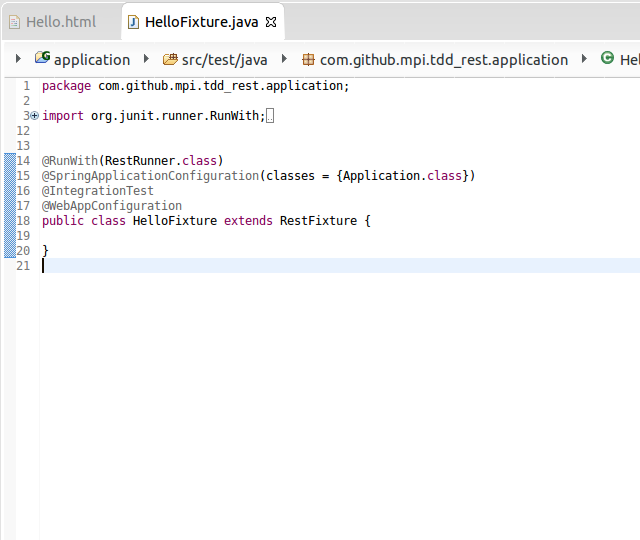 Hello.html HelloFixture.java
application src/test/java com.github.mpi.tdd_rest.application Hel
1 package com.github.mpi.tdd_rest.application;
2
3 import org.junit.runner.RunWith;
12
13
14 @RunWith(RestRunner.class)
15 @SpringApplicationConfiguration(classes = {Application.class})
16 @IntegrationTest
17 @WebAppConfiguration
18 public class HelloFixture extends RestFixture {
19
20 }
21